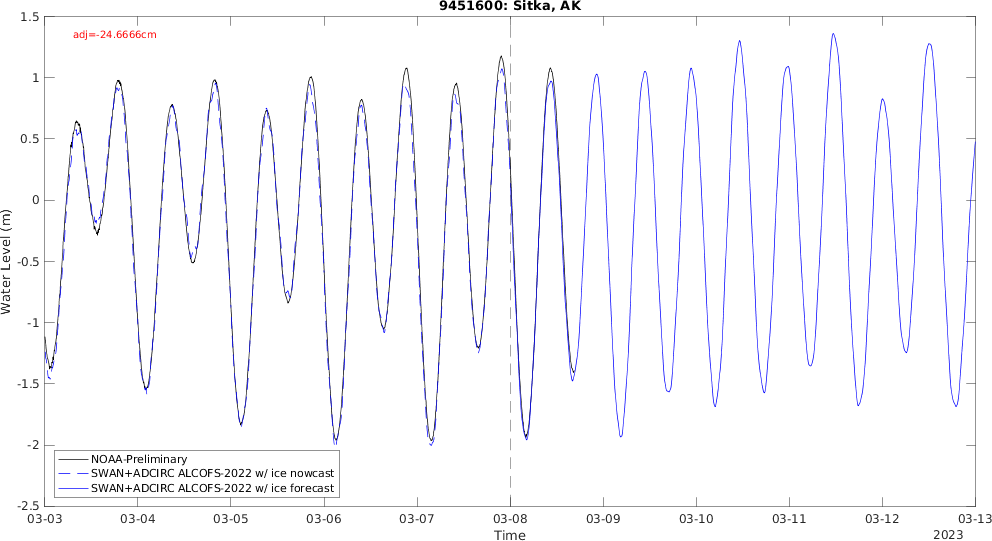 9451600: Sitka, AK
adj=-24.6666cm
1.5
1
0.5
0
-0.5
-1
-1.5
-2
-2.5
Water Level (m)
NOAA-Preliminary
SWAN+ADCIRC ALCOFS-2022 w/ ice nowcast
SWAN+ADCIRC ALCOFS-2022 w/ ice forecast
03-03 03-04 03-05 03-06 03-07 03-08 03-09 03-10 03-11 03-12 03-13
Time
2023